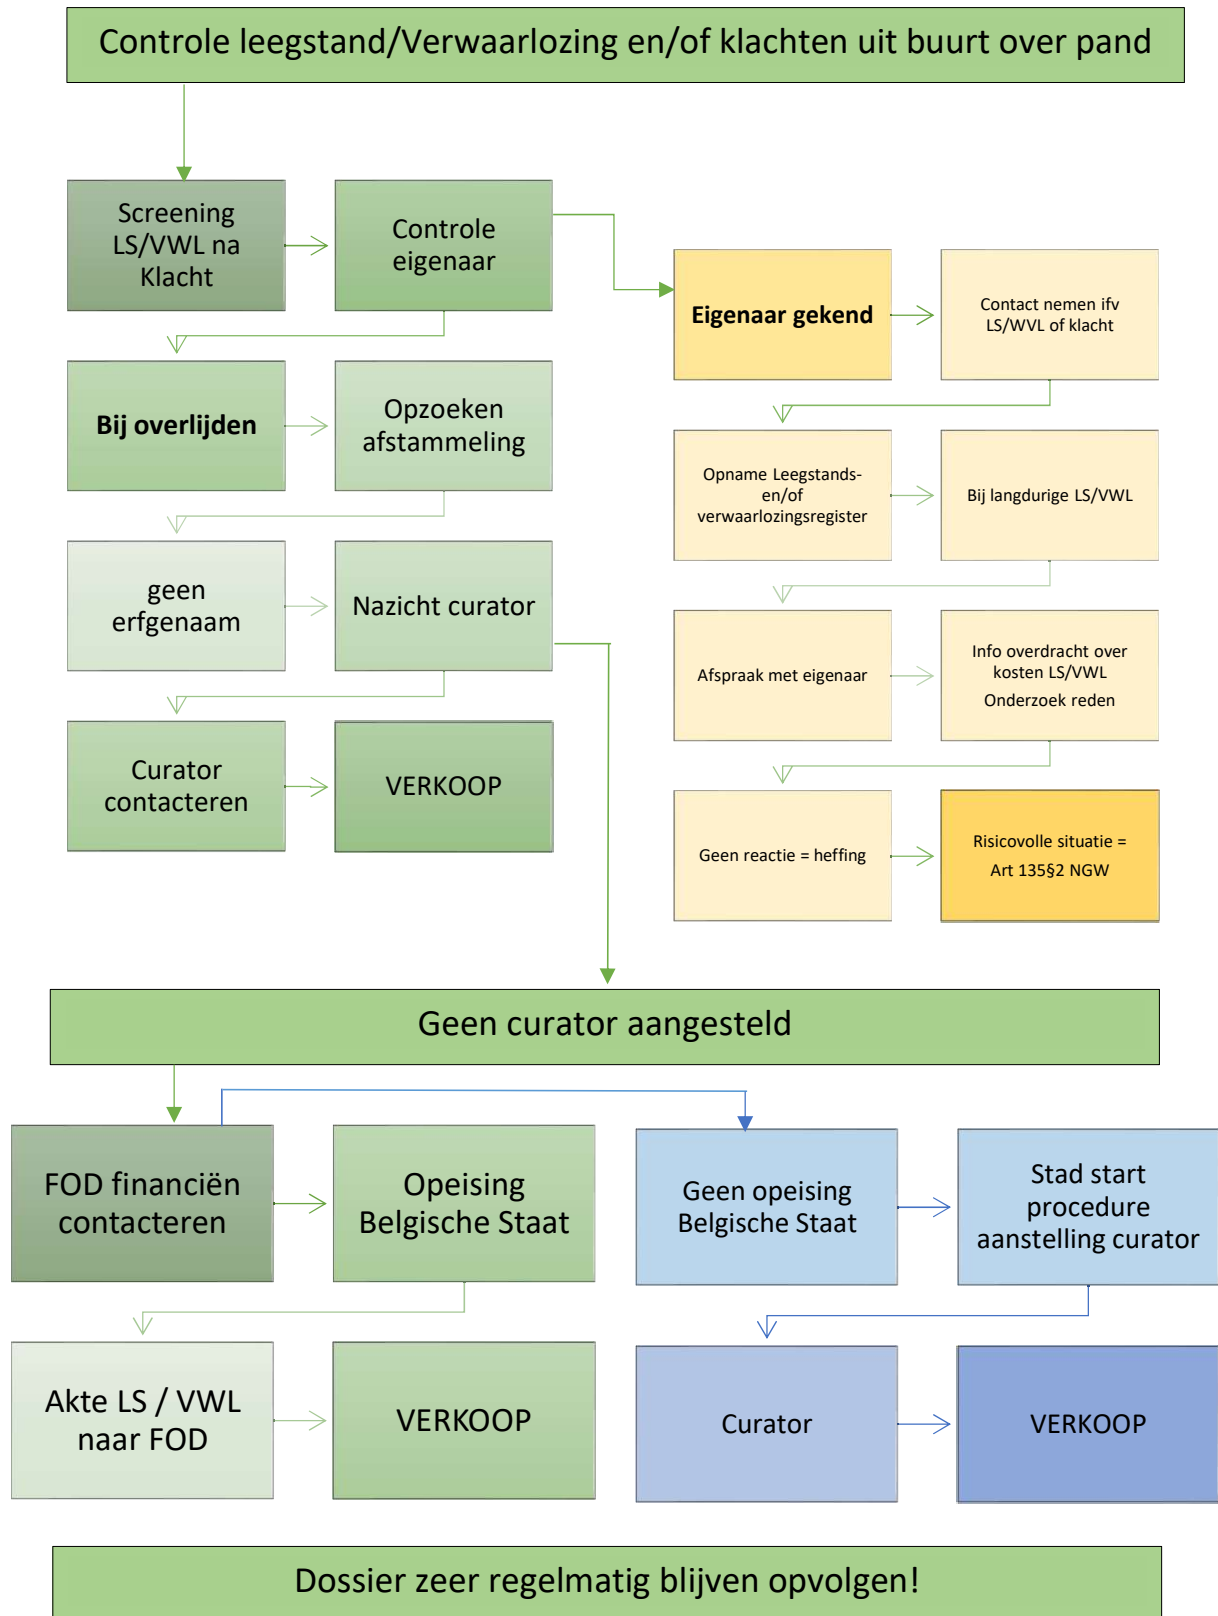 Controle leegstand/Verwaarlozing en/of klachten uit buurt over pand
Screening
LS/VWL na
Klacht
Controle
eigenaar
Bij overlijden
Opzoeken
afstammeling
geen
erfgenaam
Nazicht curator
Curator
contacteren
VERKOOP
Eigenaar gekend
Contact nemen ifv
LS/WVL of klacht
Opname Leegstands-
en/of
verwaarlozingsregister
Bij langdurige LS/VWL
Afspraak met eigenaar
Info overdracht over
kosten LS/VWL
Onderzoek reden
Geen reactie = heffing
Risicovolle situatie =
Art 135§2 NGW
Geen curator aangesteld
FOD financiën
contacteren
Opeising
Belgische Staat
Akte LS / VWL
naar FOD
VERKOOP
Geen opeising
Belgische Staat
Stad start
procedure
aanstelling curator
Curator
VERKOOP
Dossier zeer regelmatig blijven opvolgen!